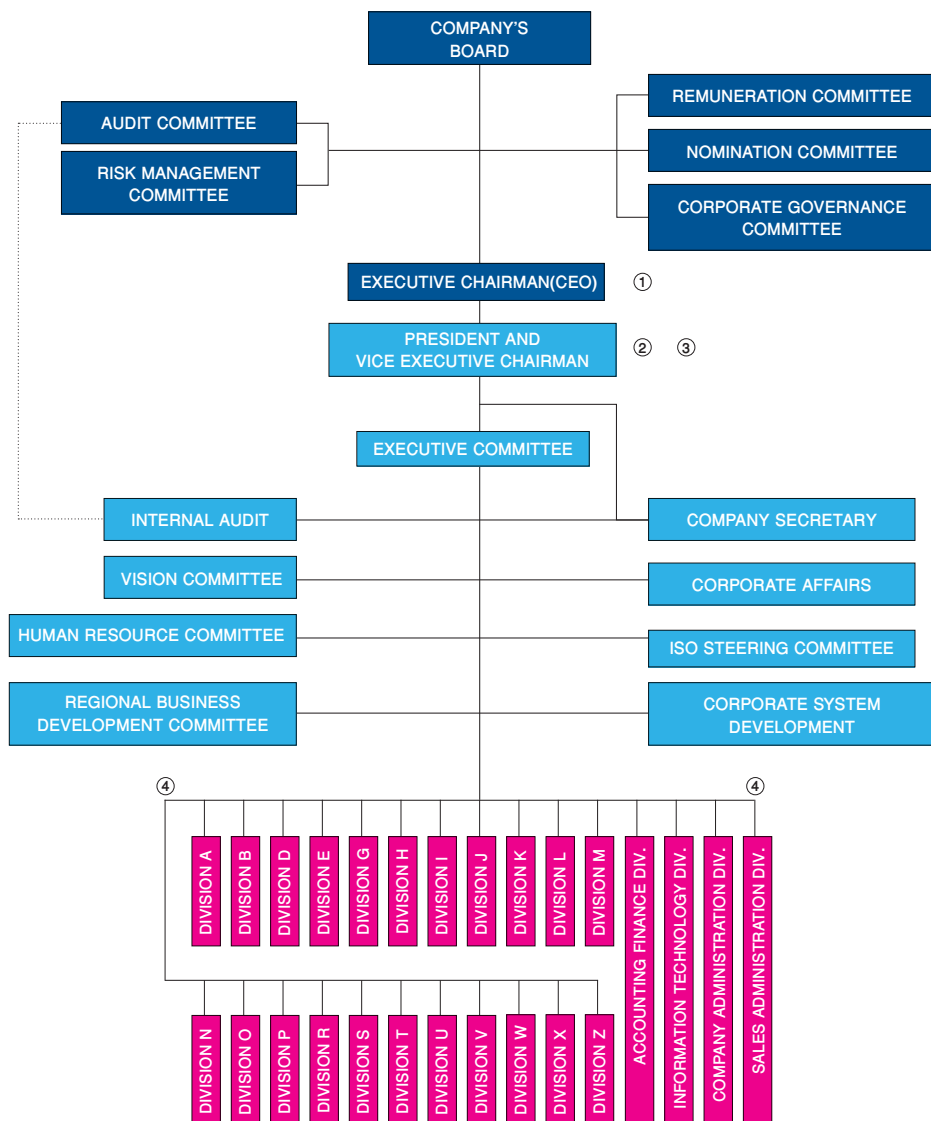 COMPANY'S
BOARD
AUDIT COMMITTEE
RISK MANAGEMENT
COMMITTEE
REMUNERATION COMMITTEE
NOMINATION COMMITTEE
CORPORATE GOVERNANCE
COMMITTEE
EXECUTIVE CHAIRMAN(CEO)
①
PRESIDENT AND
VICE EXECUTIVE CHAIRMAN
② ③
EXECUTIVE COMMITTEE
INTERNAL AUDIT
COMPANY SECRETARY
VISION COMMITTEE
CORPORATE AFFAIRS
HUMAN RESOURCE COMMITTEE
ISO STEERING COMMITTEE
REGIONAL BUSINESS
DEVELOPMENT COMMITTEE
CORPORATE SYSTEM
DEVELOPMENT
④
④
DIVISION A
DIVISION B
DIVISION D
DIVISION E
DIVISION G
DIVISION H
DIVISION I
DIVISION J
DIVISION K
DIVISION L
DIVISION M
ACCOUNTING FINANCE DIV.
INFORMATION TECHNOLOGY DIV.
COMPANY ADMINISTRATION DIV.
SALES ADMINISTRATION DIV.
DIVISION N
DIVISION O
DIVISION P
DIVISION R
DIVISION S
DIVISION T
DIVISION U
DIVISION V
DIVISION W
DIVISION X
DIVISION Z